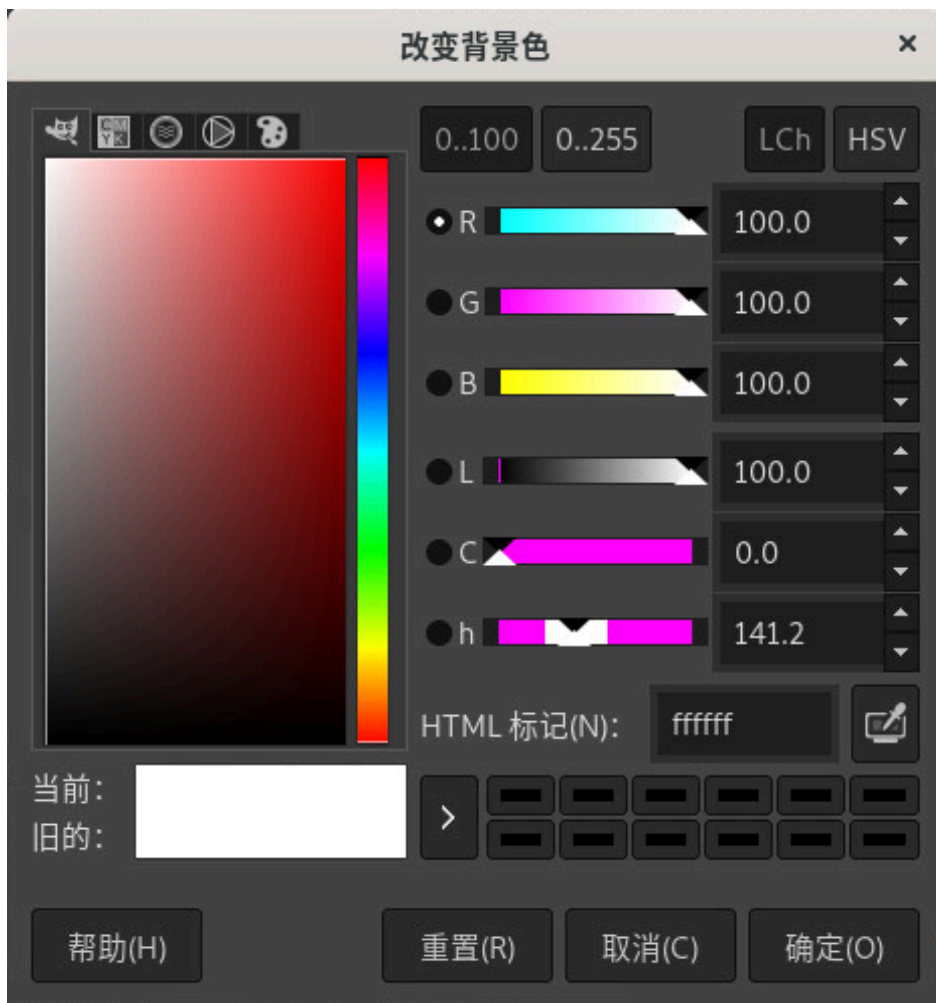 改变背景色 ×
CM
YK
0..100 0..255 LCh HSV
R 100.0
G 100.0
B 100.0
L 100.0
C 0.0
h 141.2
HTML 标记(N): ffffff
当前:
旧的:
>
帮助(H) 重置(R) 取消(C) 确定(O)